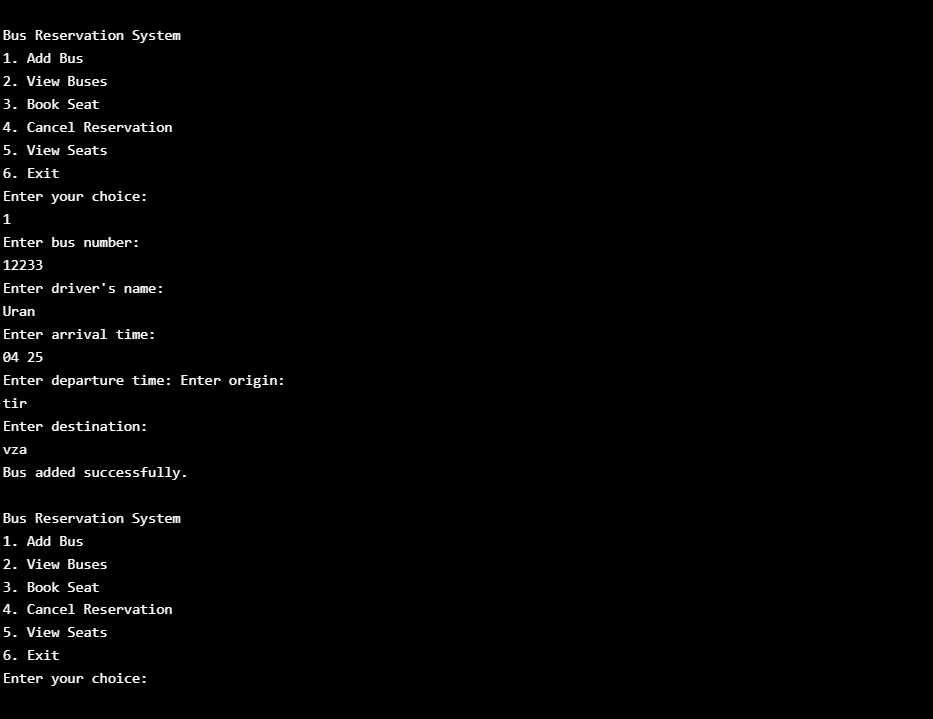 Bus Reservation System
1. Add Bus
2. View Buses
3. Book Seat
4. Cancel Reservation
5. View Seats
6. Exit
Enter your choice:
1
Enter bus number:
12233
Enter driver's name:
Uran
Enter arrival time:
04 25
Enter departure time: Enter origin:
tir
Enter destination:
vza
Bus added successfully.
Bus Reservation System
1. Add Bus
2. View Buses
3. Book Seat
4. Cancel Reservation
5. View Seats
6. Exit
Enter your choice: